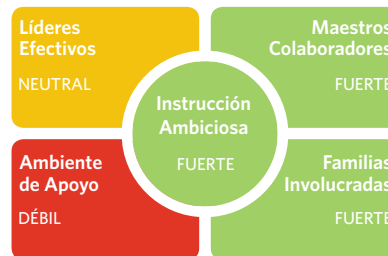 Líderes
Efectivos
NEUTRAL
Maestros
Colaboradores
FUERTE
Instrucción
Ambiciosa
FUERTE
Ambiente
de Apoyo
DÉBIL
Familias
Involucradas
FUERTE